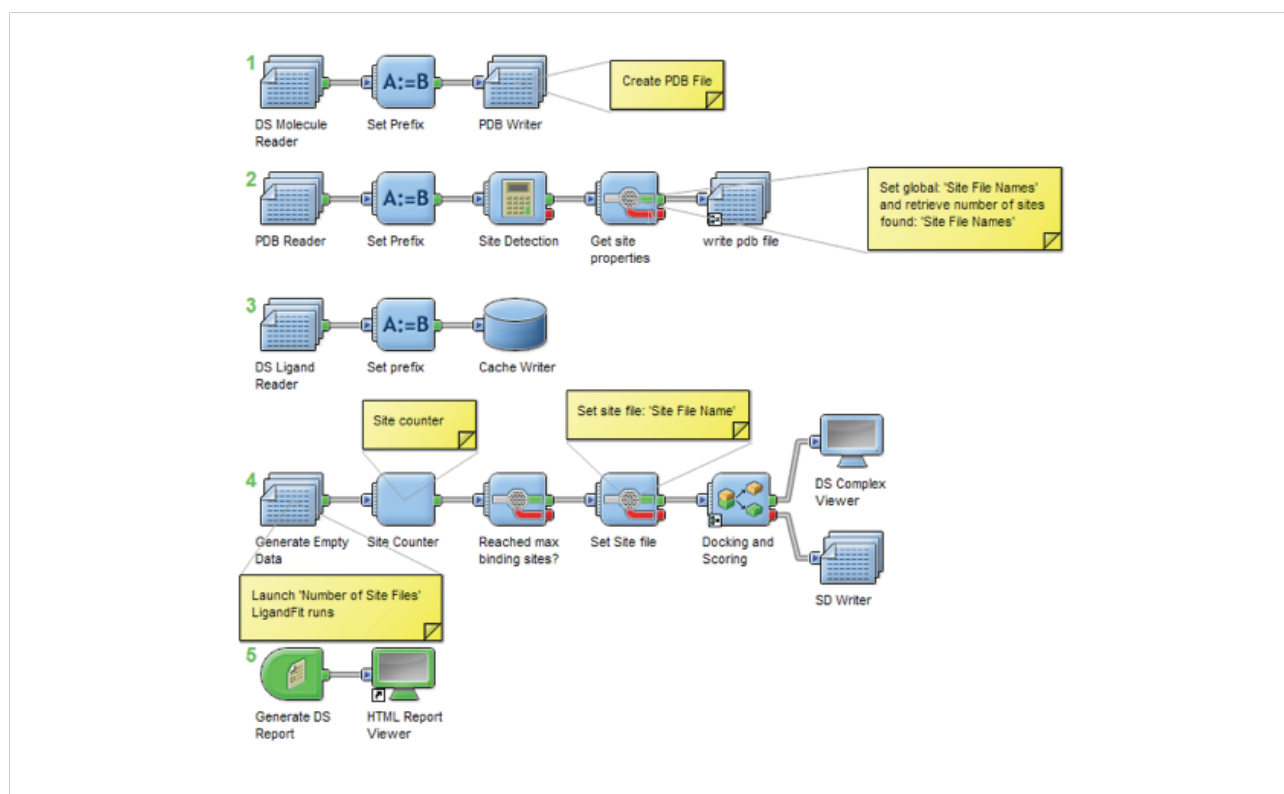 1
A:=B
Create PDB File
DS Molecule
Reader
Set Prefix
PDB Writer
2
A:=B
Set global: 'Site File Names'
and retrieve number of sites
found: 'Site File Names'
PDB Reader
Set Prefix
Site Detection
Get site
properties
write pdb file
3
A:=B
DS Ligand
Reader
Set prefix
Cache Writer
Site counter
Set site file: 'Site File Name'
4
DS Complex
Viewer
Generate Empty
Data
Site Counter
Reached max
binding sites?
Set Site file
Docking and
Scoring
SD Writer
Launch 'Number of Site Files'
LigandFit runs
5
Generate DS
Report
HTML Report
Viewer